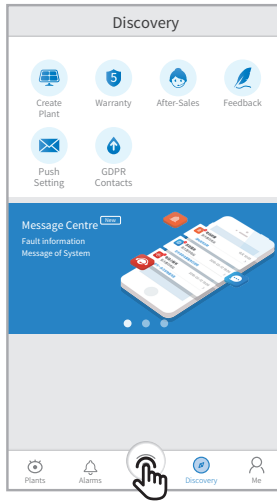 Discovery
5
Create
Plant
Warranty
After-Sales
Feedback
Push
Setting
GDPR
Contacts
Message Centre New
Fault information
Message of System
Plants
Alarms
Discovery
Me